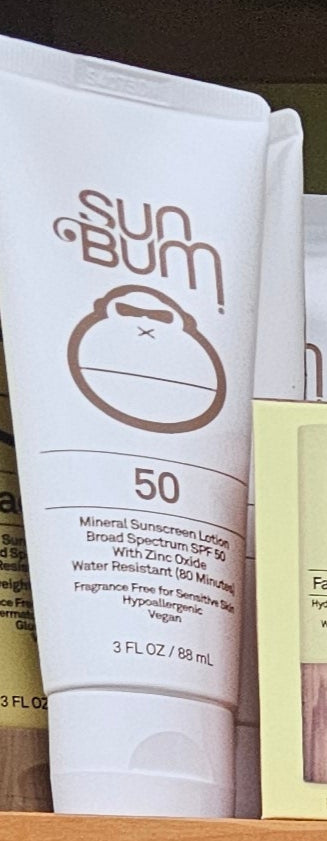 SUN
BUM
50
Mineral Sunscreen Lotion
Broad Spectrum SPF 50
With Zinc Oxide
Water Resistant (80 Minutes)
Fragrance Free for Sensitive Skin
Hypoallergenic
Vegan
3 FL OZ / 88 mL
3 FL OZ